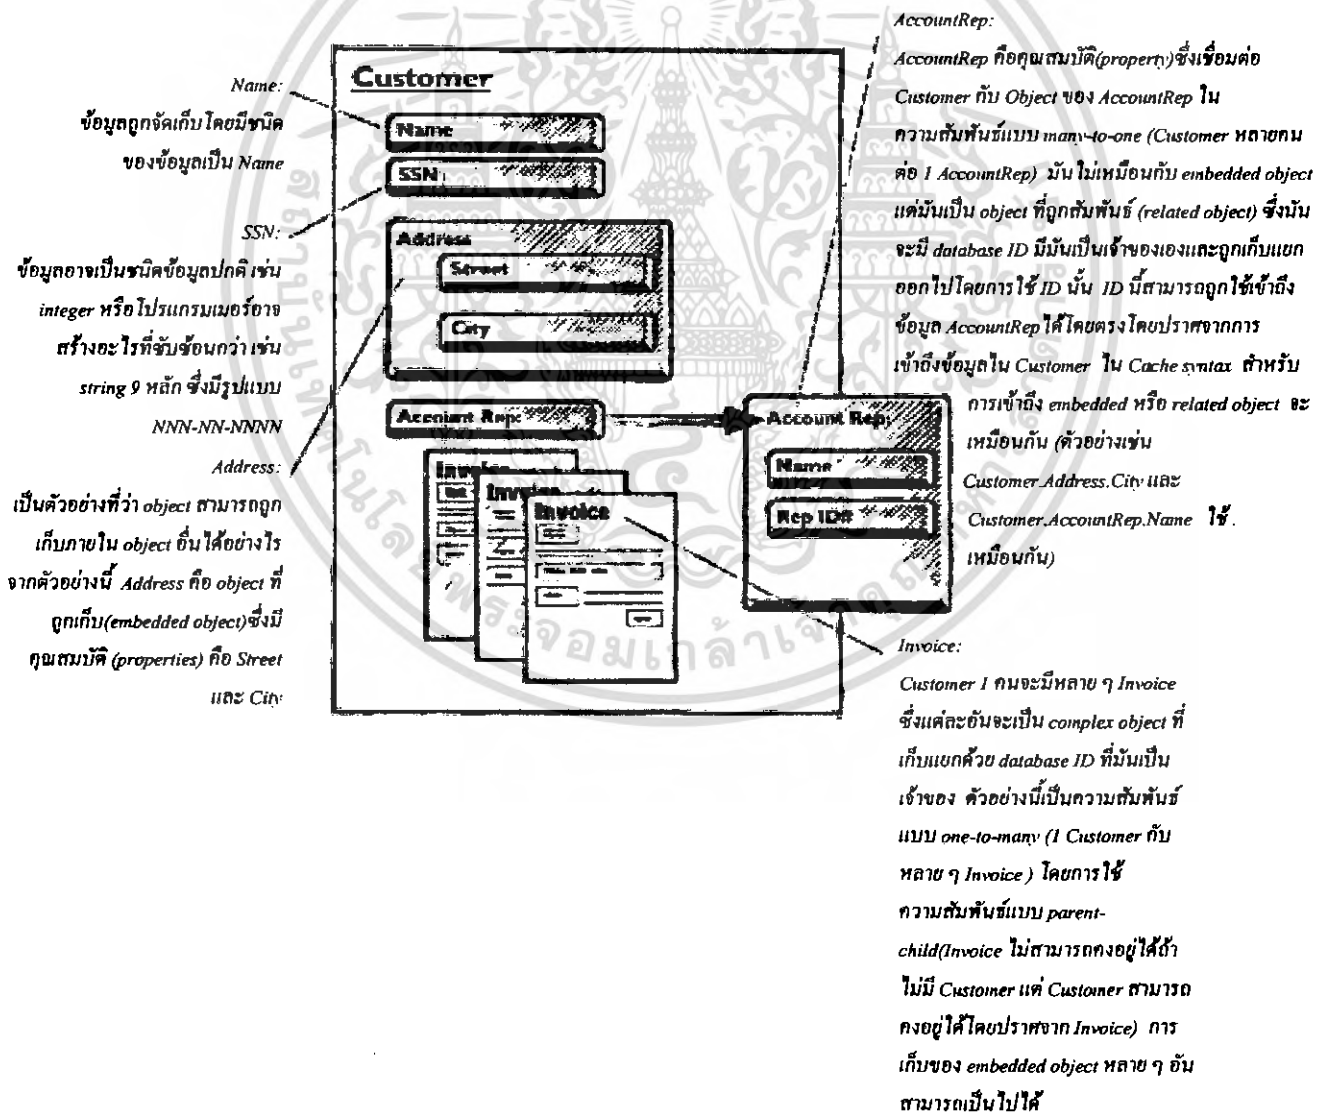 Name:
ข้อมูลถูกจัดเก็บโดยมีชนิด
ของข้อมูลเป็น Name
SSN:
ข้อมูลอาจเป็นชนิดข้อมูลปกติ เช่น
integer หรือโปรแกรมเมอร์อาจ
สร้างอะไรที่ซับซ้อนกว่า เช่น
string 9 หลัก ซึ่งมีรูปแบบ
NNN-NN-NNNN
Address:
เป็นตัวอย่างที่ว่า object สามารถถูก
เก็บภายใน object อื่นได้อย่างไร
จากตัวอย่างนี้ Address คือ object ที่
ถูกเก็บ(embedded object)ซึ่งมี
คุณสมบัติ (properties) คือ Street
และ City
Customer
Name
SSN
Address
Street
City
Account Rep:
Invoice
Invoice
Invoice
Account Rep:
Name
Rep ID#
AccountRep:
AccountRep คือคุณสมบัติ(property)ซึ่งเชื่อมต่อ
Customer กับ Object ของ AccountRep ใน
ความสัมพันธ์แบบ many-to-one (Customer หลายคน
ต่อ 1 AccountRep) มันไม่เหมือนกับ embedded object
แต่มันเป็น object ที่ถูกสัมพันธ์ (related object) ซึ่งมัน
จะมี database ID มีมันเป็นเจ้าของเองและถูกเก็บแยก
ออกไปโดยการใช้ ID นั้น ID นี้สามารถถูกใช้เข้าถึง
ข้อมูล AccountRep ได้โดยตรงโดยปราศจากการ
เข้าถึงข้อมูลใน Customer ใน Cache syntax สำหรับ
การเข้าถึง embedded หรือ related object จะ
เหมือนกัน (ตัวอย่างเช่น
Customer.Address.City และ
Customer.AccountRep.Name ใช้ .
เหมือนกัน)
Invoice:
Customer 1 คนจะมีหลาย ๆ Invoice
ซึ่งแต่ละอันจะเป็น complex object ที่
เก็บแยกด้วย database ID ที่มันเป็น
เจ้าของ ตัวอย่างนี้เป็นความสัมพันธ์
แบบ one-to-many (1 Customer กับ
หลาย ๆ Invoice ) โดยการใช้
ความสัมพันธ์แบบ parent-
child(Invoice ไม่สามารถคงอยู่ได้ถ้า
ไม่มี Customer แต่ Customer สามารถ
คงอยู่ได้โดยปราศจาก Invoice) การ
เก็บของ embedded object หลาย ๆ อัน
สามารถเป็นไปได้